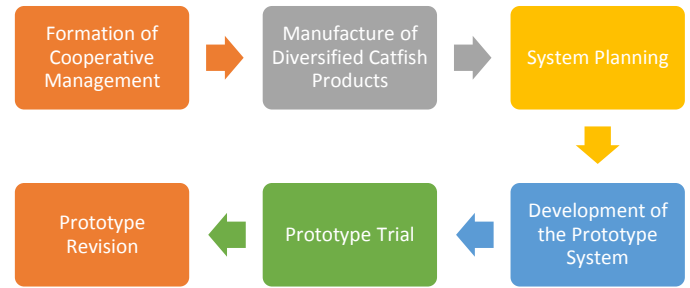 Formation of
Cooperative
Management
Manufacture of
Diversified Catfish
Products
System Planning
Development of
the Prototype
System
Prototype Trial
Prototype
Revision